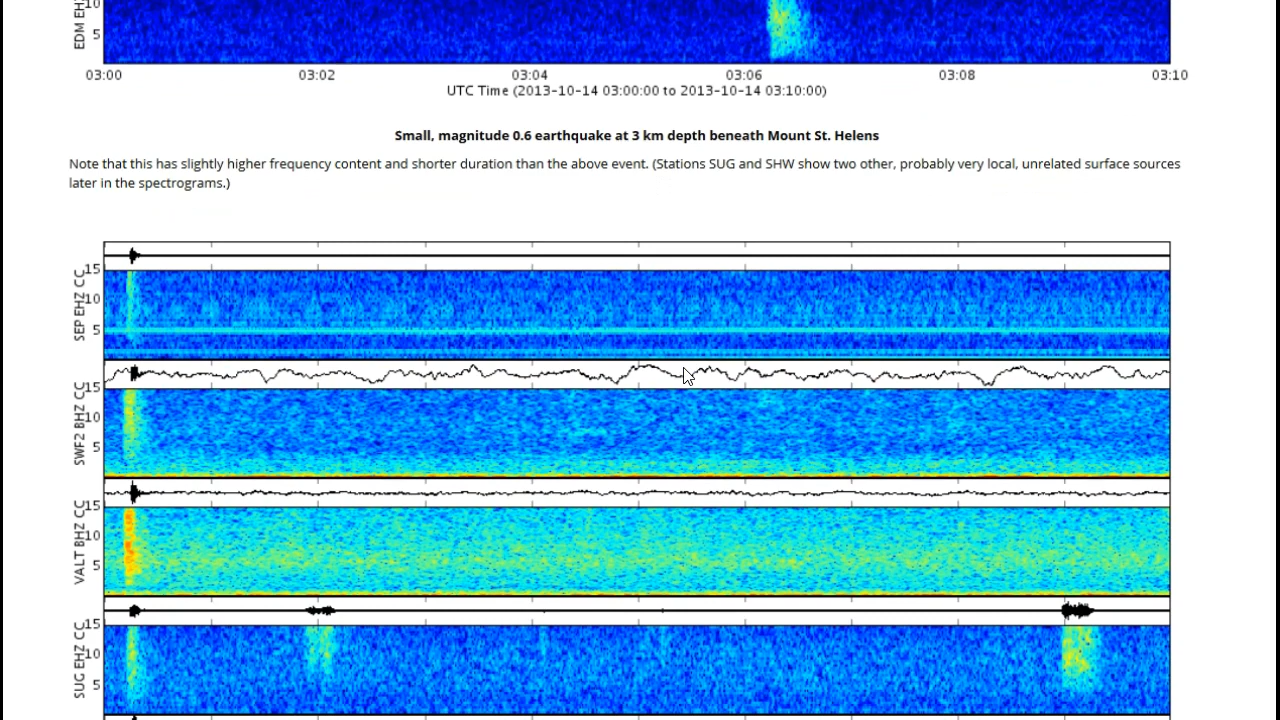 10
5
EDM EHZ
03:00 03:02 03:04 03:06 03:08 03:10
UTC Time (2013-10-14 03:00:00 to 2013-10-14 03:10:00)
Small, magnitude 0.6 earthquake at 3 km depth beneath Mount St. Helens
Note that this has slightly higher frequency content and shorter duration than the above event. (Stations SUG and SHW show two other, probably very local, unrelated surface sources
later in the spectrograms.)
15
10
5
SEP EHZ CC
15
10
5
SWF2 BHZ CC
15
10
5
VALT BHZ CC
15
10
5
SUG EHZ CC